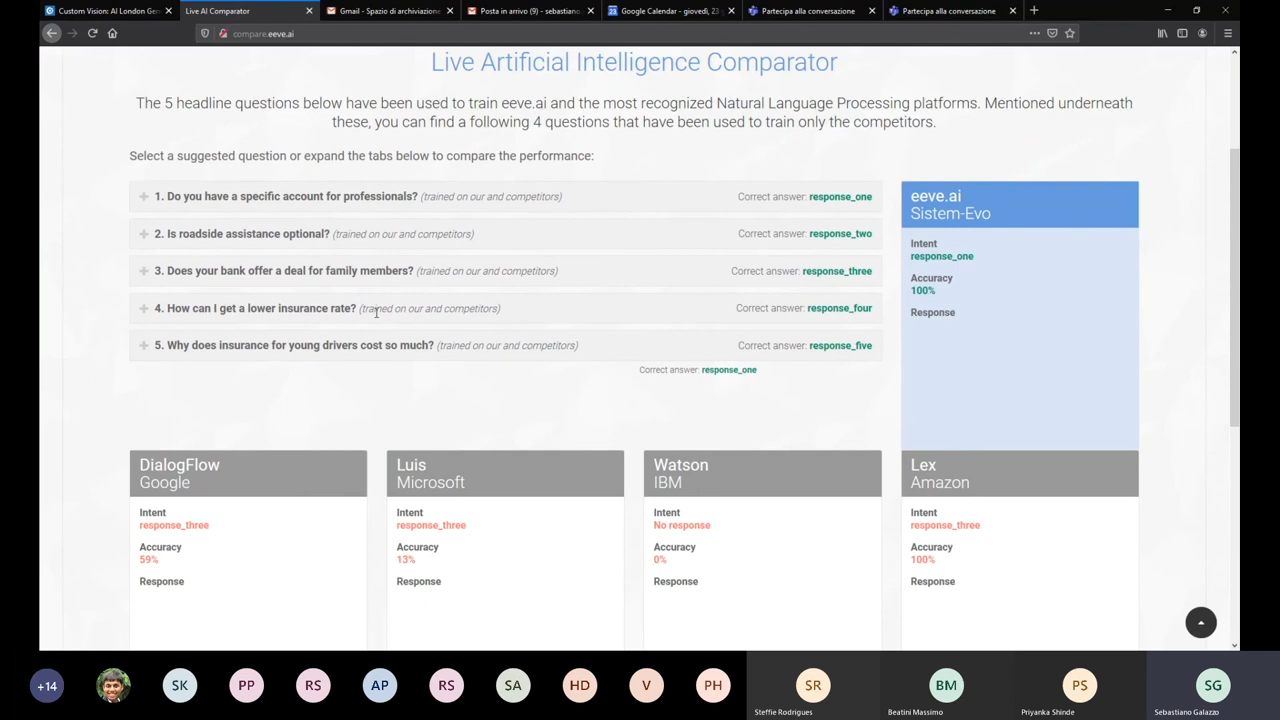 Custom Vision: AI London Gen
Live AI Comparator
Gmail - Spazio di archiviazione
Posta in arrivo (9) - sebastiano
Google Calendar - giovedì, 23 g
Partecipa alla conversazione
Partecipa alla conversazione
compare.eeve.ai
Live Artificial Intelligence Comparator
The 5 headline questions below have been used to train eeve.ai and the most recognized Natural Language Processing platforms. Mentioned underneath
these, you can find a following 4 questions that have been used to train only the competitors.
Select a suggested question or expand the tabs below to compare the performance:
1. Do you have a specific account for professionals? (trained on our and competitors)
Correct answer: response_one
2. Is roadside assistance optional? (trained on our and competitors)
Correct answer: response_two
3. Does your bank offer a deal for family members? (trained on our and competitors)
Correct answer: response_three
4. How can I get a lower insurance rate? (trained on our and competitors)
Correct answer: response_four
5. Why does insurance for young drivers cost so much? (trained on our and competitors)
Correct answer: response_five
Correct answer: response_one
eeve.ai
Sistem-Evo
Intent
response_one
Accuracy
100%
Response
DialogFlow
Google
Intent
response_three
Accuracy
59%
Response
Luis
Microsoft
Intent
response_three
Accuracy
13%
Response
Watson
IBM
Intent
No response
Accuracy
0%
Response
Lex
Amazon
Intent
response_three
Accuracy
100%
Response
+14
SK
PP
RS
AP
RS
SA
HD
V
PH
SR
Steffie Rodrigues
BM
Beatini Massimo
PS
Priyanka Shinde
SG
Sebastiano Galazzo